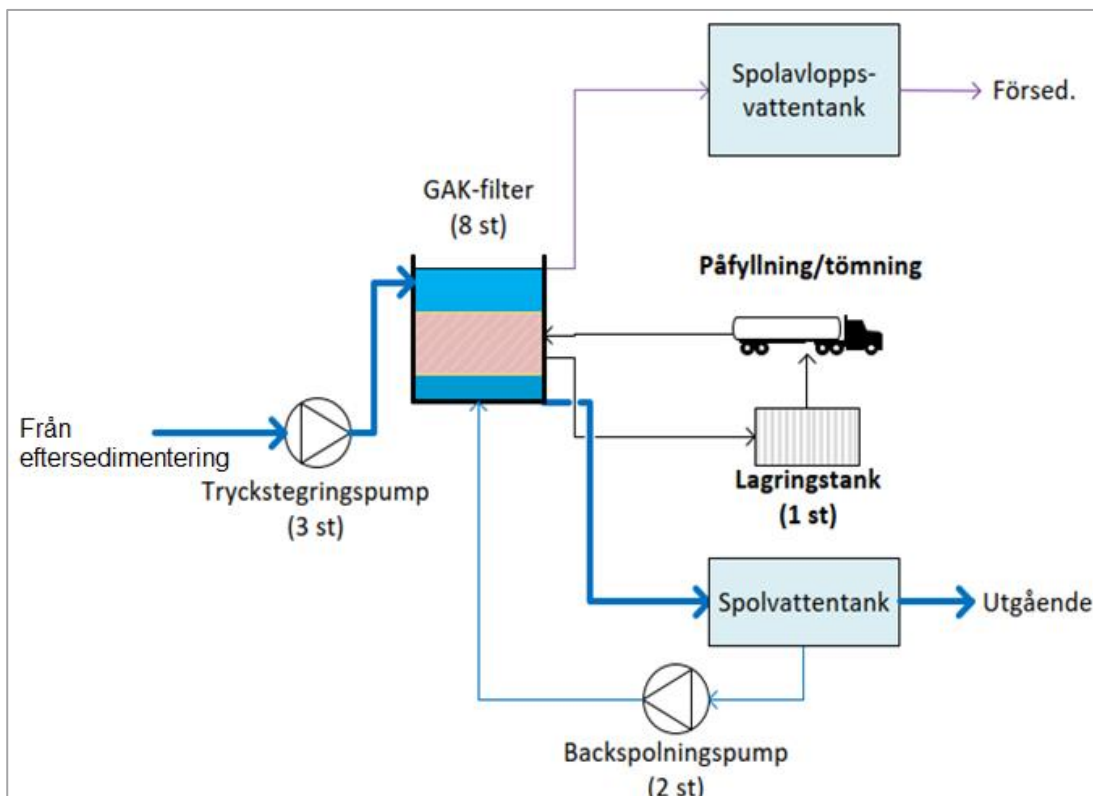 Spolavlopps-
vattentank
Försed.
GAK-filter
(8 st)
Påfyllning/tömning
Från
eftersedimentering
Tryckstegringspump
(3 st)
Lagringstank
(1 st)
Spolvattentank
Utgående
Backspolningspump
(2 st)